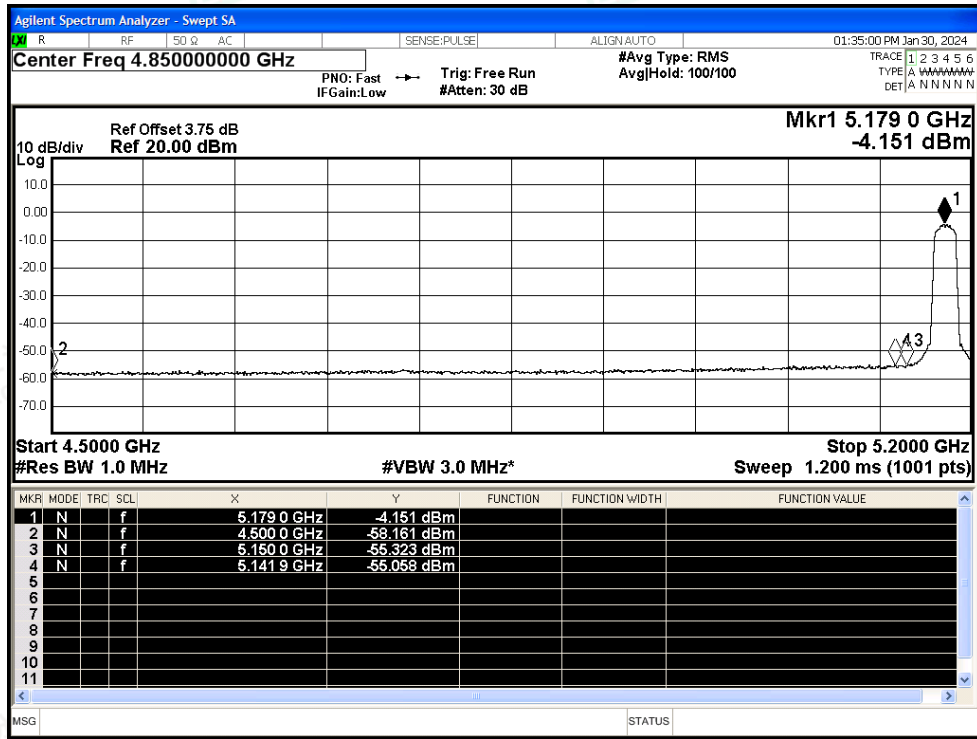 Agilent Spectrum Analyzer - Swept SA
LXI R RF 50 Ω AC SENSE:PULSE ALIGN AUTO 01:35:00 PM Jan 30, 2024
Center Freq 4.850000000 GHz #Avg Type: RMS TRACE 1 2 3 4 5 6
PNO: Fast Trig: Free Run Avg|Hold: 100/100 TYPE A WWWWW
IFGain:Low #Atten: 30 dB DET A N N N N N
Mkr1 5.179 0 GHz
Ref Offset 3.75 dB
10 dB/div Ref 20.00 dBm -4.151 dBm
Log
10.0
0.00
-10.0
-20.0
-30.0
-40.0
-50.0
-60.0
-70.0
1
2
4 3
Start 4.5000 GHz Stop 5.2000 GHz
#Res BW 1.0 MHz #VBW 3.0 MHz* Sweep 1.200 ms (1001 pts)
MKR MODE TRC SCL X Y FUNCTION FUNCTION WIDTH FUNCTION VALUE
1 N f 5.179 0 GHz -4.151 dBm
2 N f 4.500 0 GHz -58.161 dBm
3 N f 5.150 0 GHz -55.323 dBm
4 N f 5.141 9 GHz -55.058 dBm
5
6
7
8
9
10
11
MSG STATUS